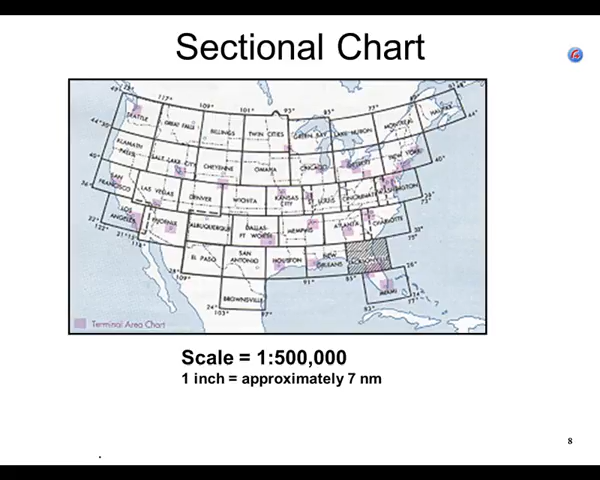 Sectional Chart
SEATTLE
GREAT FALLS
BILLINGS
TWIN CITIES
GREEN BAY
LAKE HURON
MONTREAL
HALIFAX
KLAMATH FALLS
SALT LAKE CITY
CHEYENNE
OMAHA
CHICAGO
DETROIT
NEW YORK
SAN FRANCISCO
LAS VEGAS
DENVER
WICHITA
KANSAS CITY
ST. LOUIS
CINCINNATI
WASHINGTON
LOS ANGELES
PHOENIX
ALBUQUERQUE
DALLAS FT WORTH
MEMPHIS
ATLANTA
CHARLOTTE
EL PASO
SAN ANTONIO
HOUSTON
NEW ORLEANS
JACKSONVILLE
BROWNSVILLE
MIAMI
Terminal Area Chart
Scale = 1:500,000
1 inch = approximately 7 nm
8